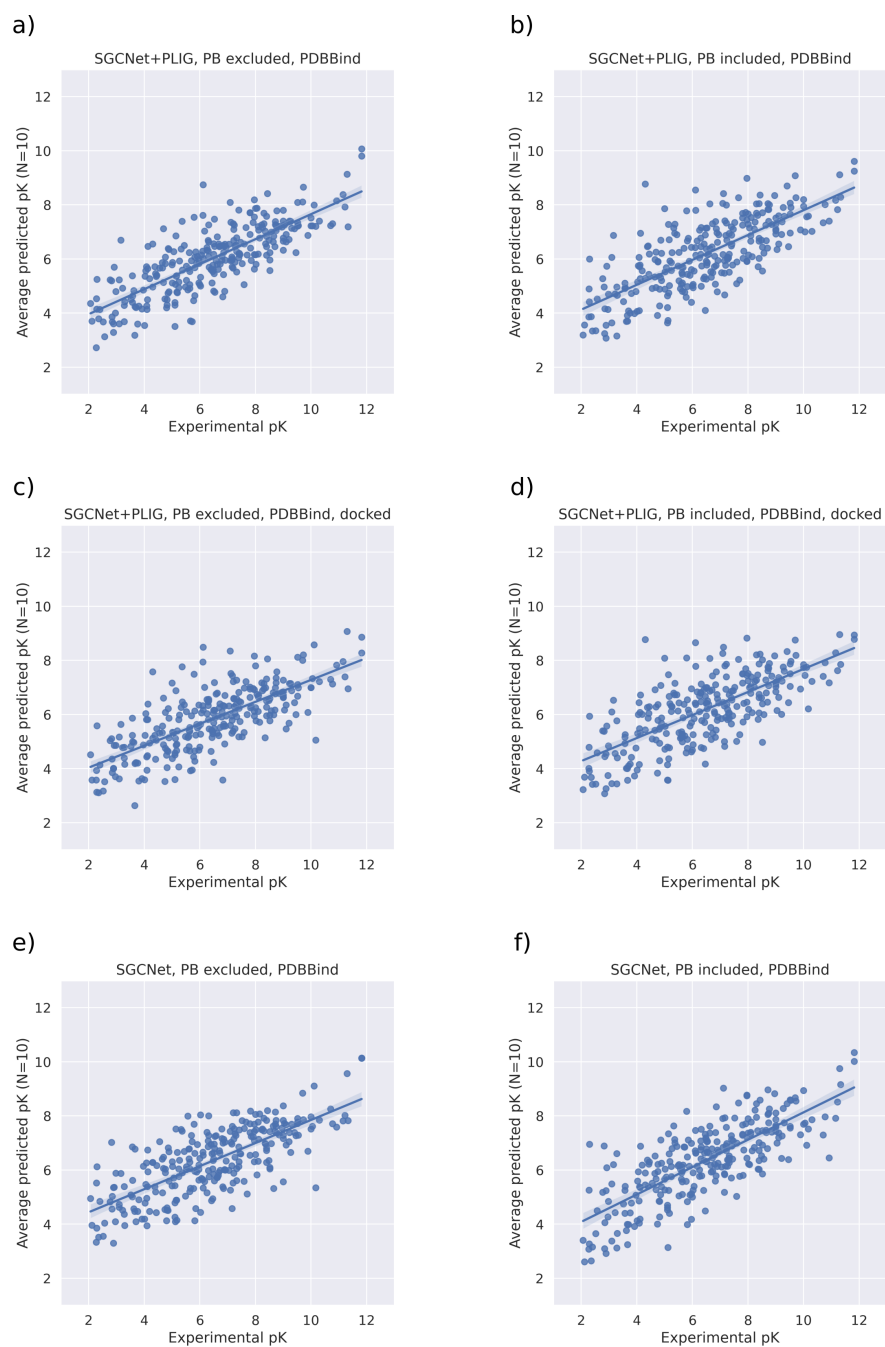 a)
SGCNet+PLIG, PB excluded, PDBBind
12
10
8
6
4
2
Average predicted pK (N=10)
2 4 6 8 10 12
Experimental pK
b)
SGCNet+PLIG, PB included, PDBBind
12
10
8
6
4
2
Average predicted pK (N=10)
2 4 6 8 10 12
Experimental pK
c)
SGCNet+PLIG, PB excluded, PDBBind, docked
12
10
8
6
4
2
Average predicted pK (N=10)
2 4 6 8 10 12
Experimental pK
d)
SGCNet+PLIG, PB included, PDBBind, docked
12
10
8
6
4
2
Average predicted pK (N=10)
2 4 6 8 10 12
Experimental pK
e)
SGCNet, PB excluded, PDBBind
12
10
8
6
4
2
Average predicted pK (N=10)
2 4 6 8 10 12
Experimental pK
f)
SGCNet, PB included, PDBBind
12
10
8
6
4
2
Average predicted pK (N=10)
2 4 6 8 10 12
Experimental pK